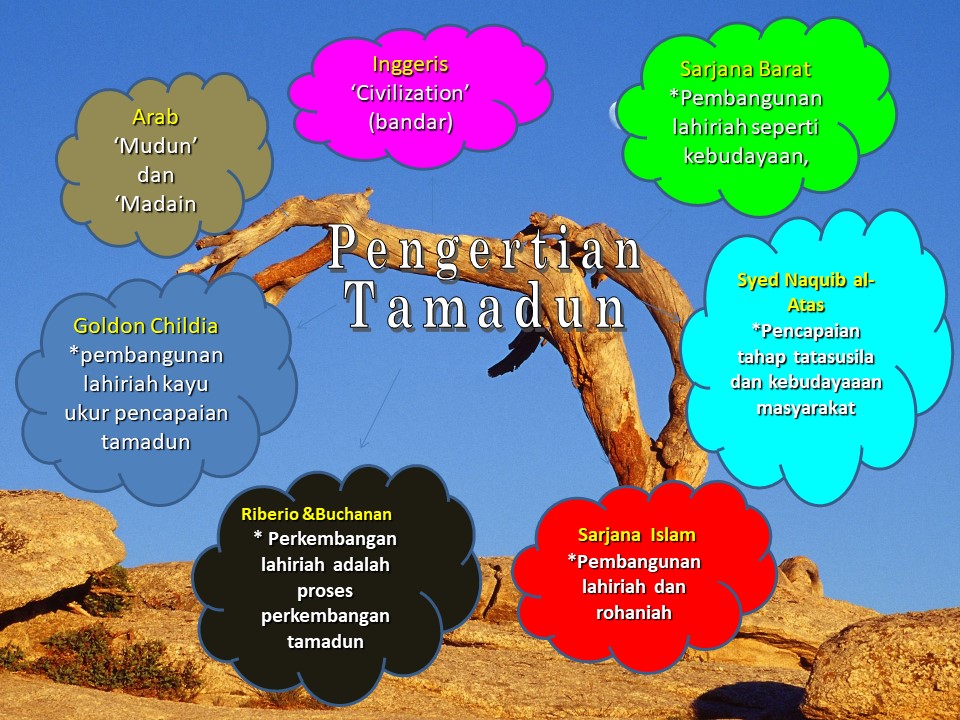 Pengertian
Tamadun
Inggeris
‘Civilization’
(bandar)
Sarjana Barat
*Pembangunan
lahiriah seperti
kebudayaan,
Syed Naquib al-
Atas
*Pencapaian
tahap tatasusila
dan kebudayaaan
masyarakat
Sarjana Islam
*Pembangunan
lahiriah dan
rohaniah
Riberio &Buchanan
* Perkembangan
lahiriah adalah
proses
perkembangan
tamadun
Goldon Childia
*pembangunan
lahiriah kayu
ukur pencapaian
tamadun
Arab
‘Mudun’
dan
‘Madain